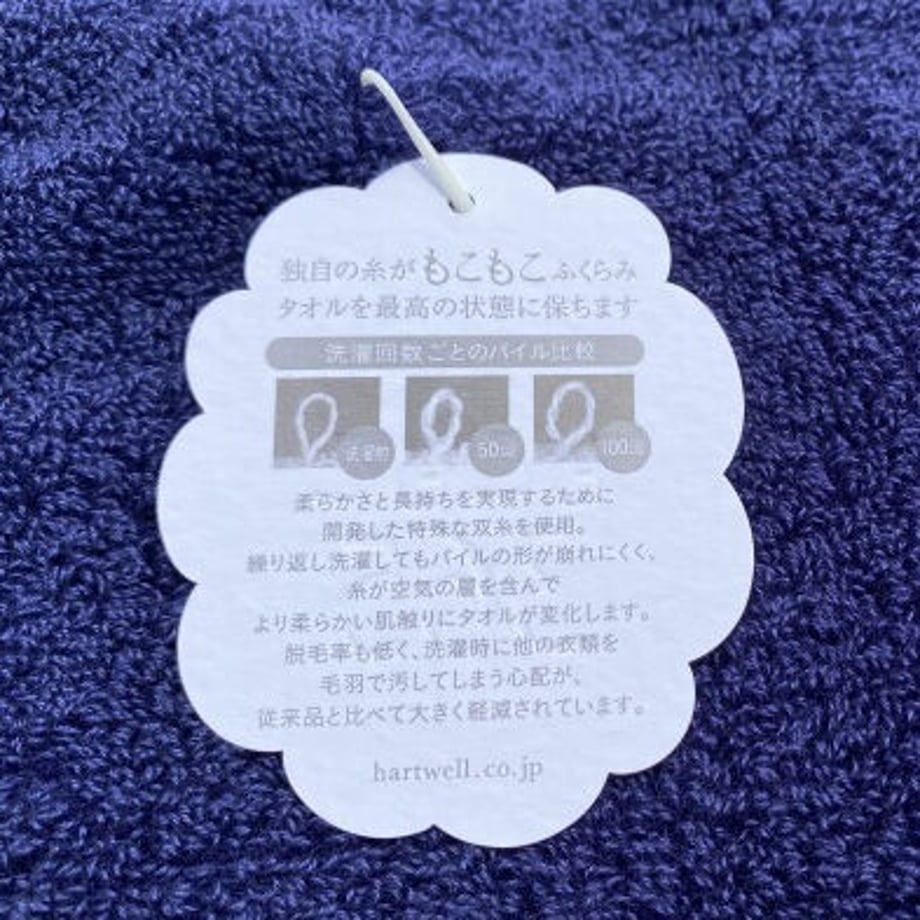 独自の糸がもこもこふくらみ
タオルを最高の状態に保ちます
洗濯回数ごとのパイル比較
洗濯前
50回
100回
柔らかさと長持ちを実現するために
開発した特殊な双糸を使用。
繰り返し洗濯してもパイルの形が崩れにくく、
糸が空気の層を含んで
より柔らかい肌触りにタオルが変化します。
脱毛率も低く、洗濯時に他の衣類を
毛羽で汚してしまう心配が、
従来品と比べて大きく軽減されています。
hartwell.co.jp